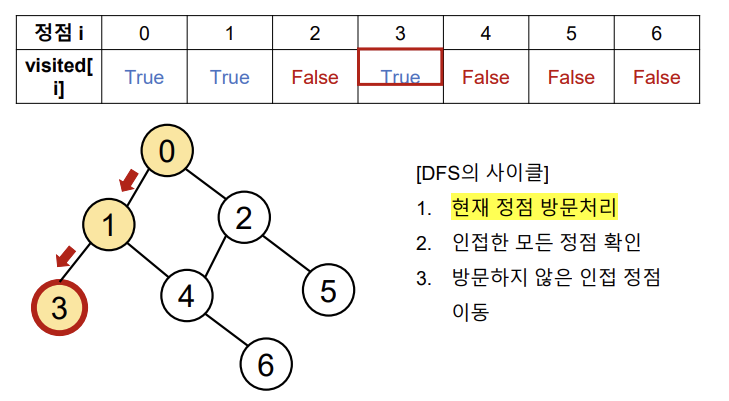 정점 i 0 1 2 3 4 5 6
visited[
i] True True False True False False False
0
1
2
3
4
5
6
[DFS의 사이클]
1. 현재 정점 방문처리
2. 인접한 모든 정점 확인
3. 방문하지 않은 인접 정점
이동